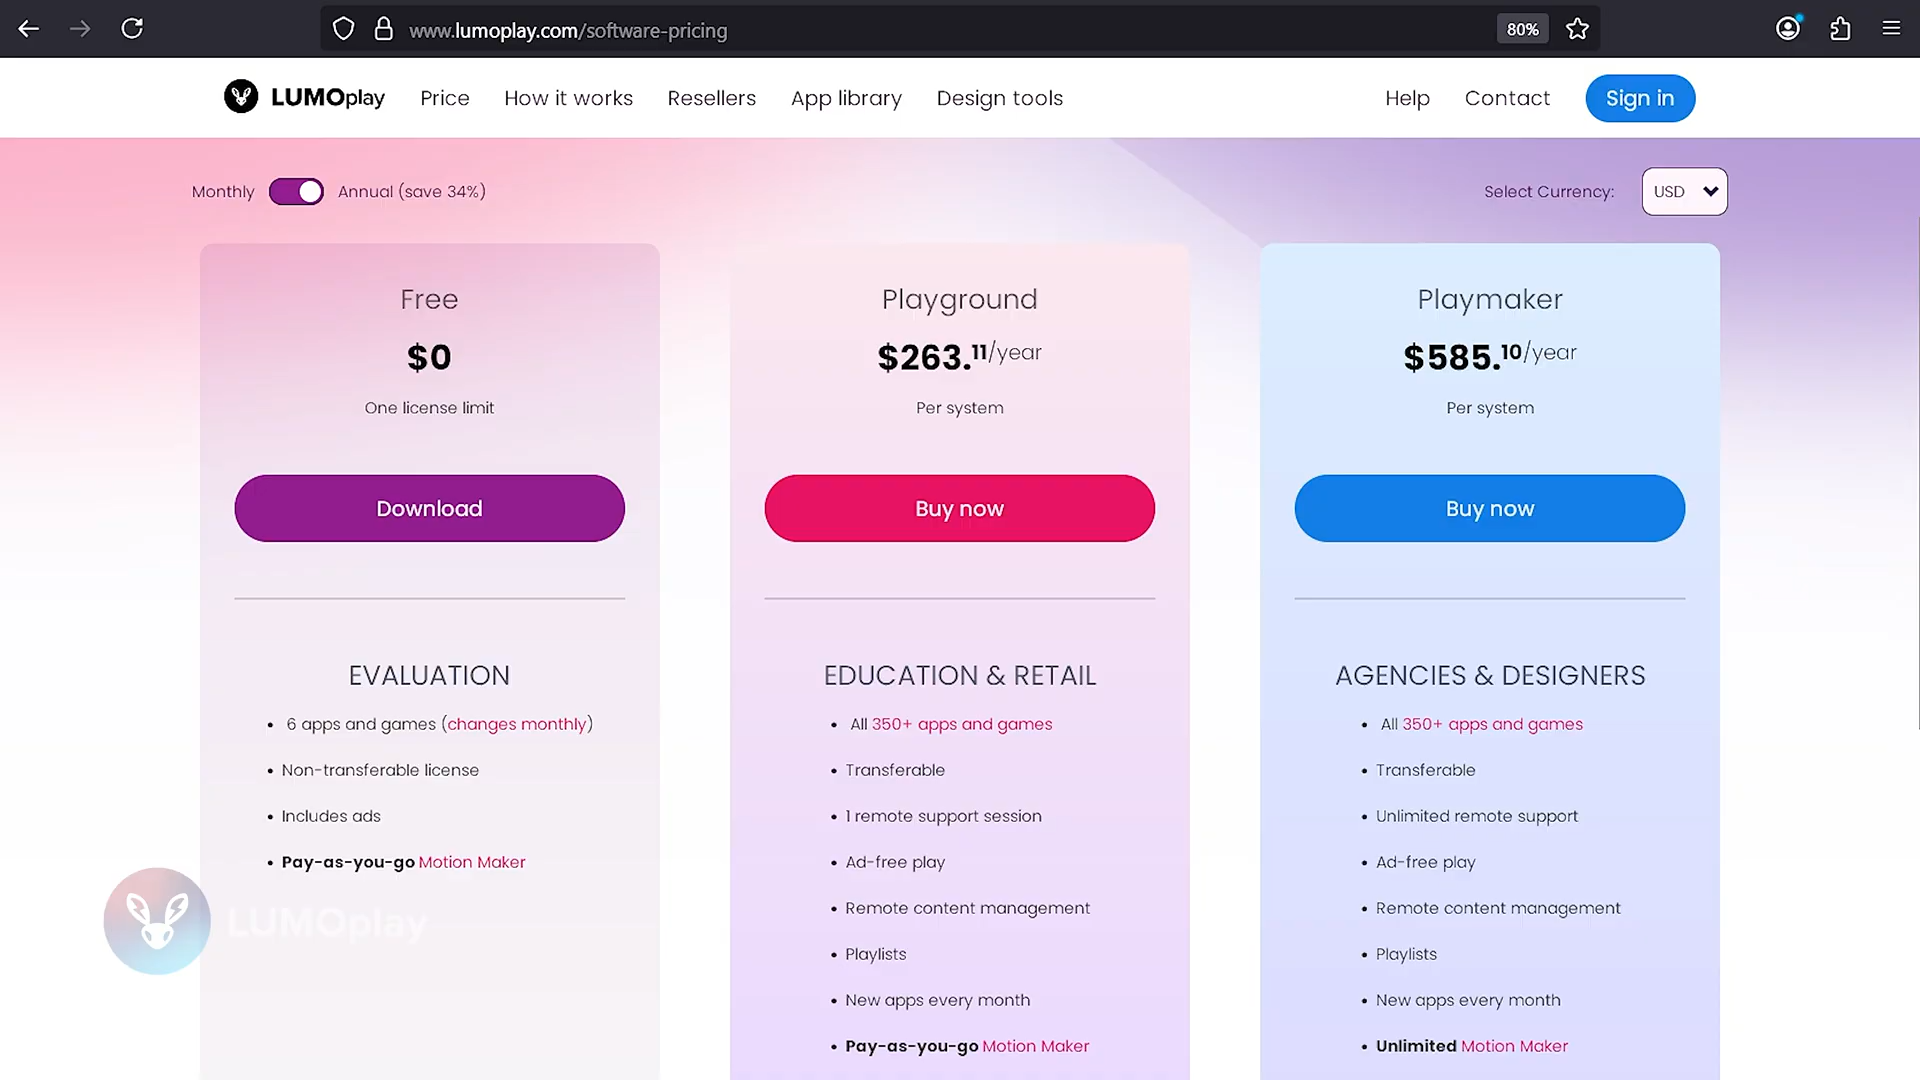 www.lumoplay.com/software-pricing
80%
LUMOplay
Price
How it works
Resellers
App library
Design tools
Help
Contact
Sign in
Monthly
Annual (save 34%)
Select Currency:
USD
Free
$0
One license limit
Download
EVALUATION
• 6 apps and games (changes monthly)
• Non-transferable license
• Includes ads
• Pay-as-you-go Motion Maker
Playground
$263.11/year
Per system
Buy now
EDUCATION & RETAIL
• All 350+ apps and games
• Transferable
• 1 remote support session
• Ad-free play
• Remote content management
• Playlists
• New apps every month
• Pay-as-you-go Motion Maker
Playmaker
$585.10/year
Per system
Buy now
AGENCIES & DESIGNERS
• All 350+ apps and games
• Transferable
• Unlimited remote support
• Ad-free play
• Remote content management
• Playlists
• New apps every month
• Unlimited Motion Maker
LUMOplay